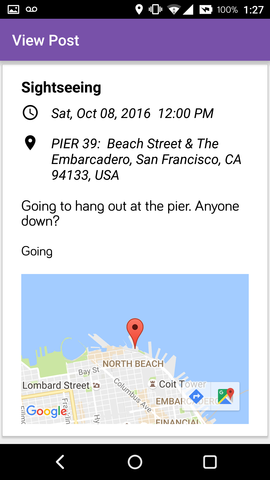 100% 1:27
View Post
Sightseeing
Sat, Oct 08, 2016 12:00 PM
PIER 39: Beach Street & The
Embarcadero, San Francisco, CA
94133, USA
Going to hang out at the pier. Anyone
down?
Going
NORTH BEACH
Bay St
Lombard Street
Coit Tower
Columbus Ave
EMBAR
Google
FINANCIAL